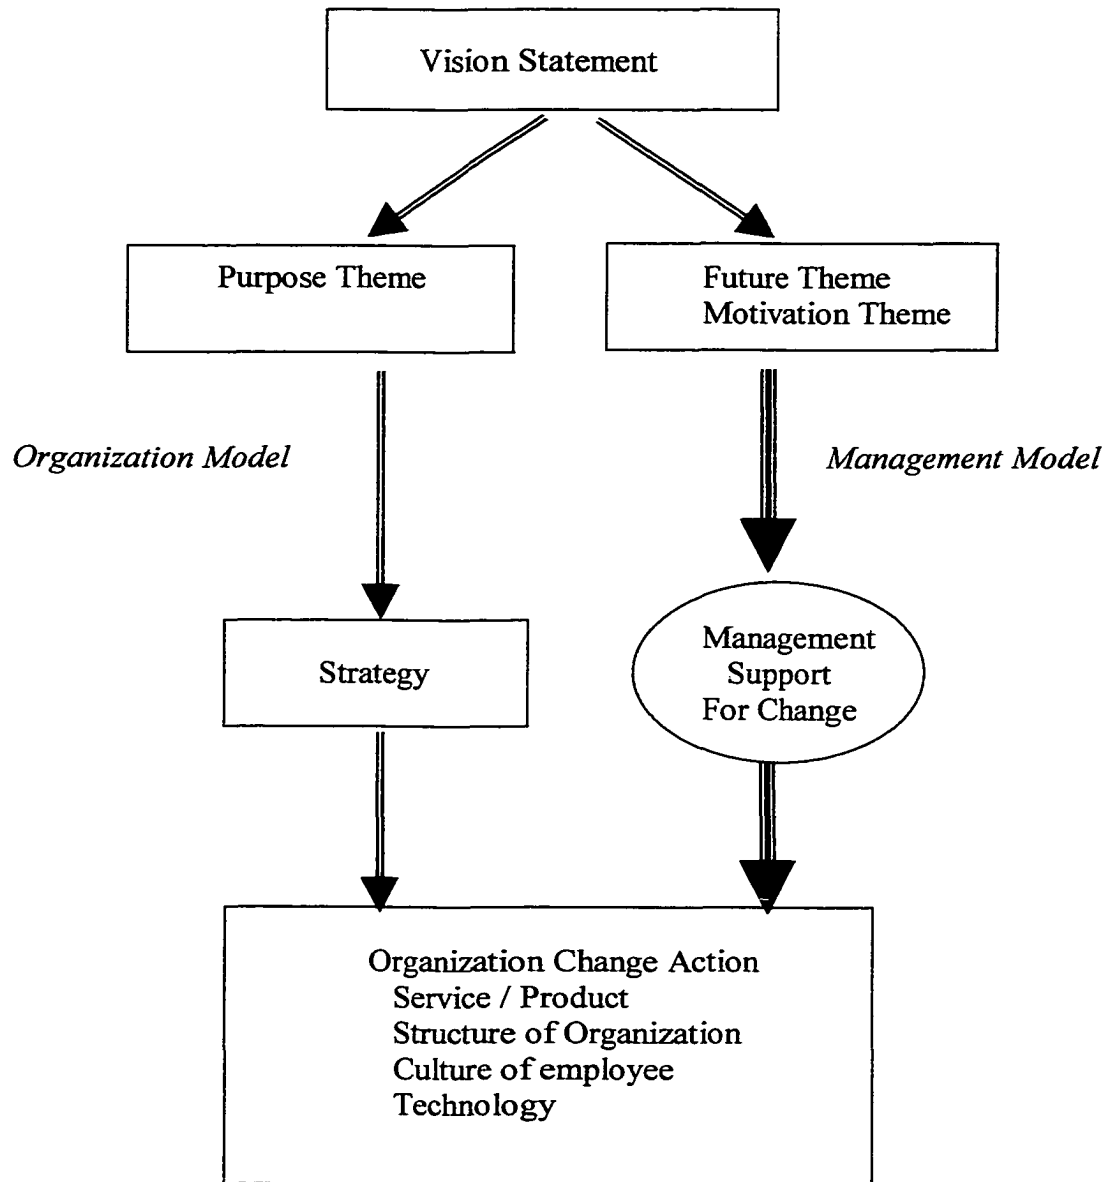 Vision Statement
Purpose Theme
Future Theme
Motivation Theme
Organization Model
Management Model
Strategy
Management
Support
For Change
Organization Change Action
Service / Product
Structure of Organization
Culture of employee
Technology